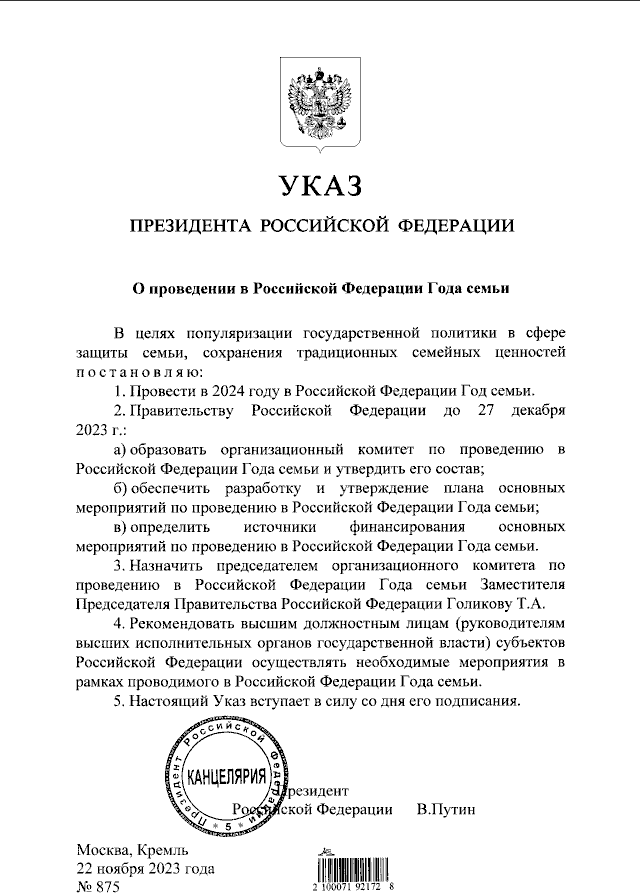 УКАЗ
ПРЕЗИДЕНТА РОССИЙСКОЙ ФЕДЕРАЦИИ
О проведении в Российской Федерации Года семьи
В целях популяризации государственной политики в сфере
защиты семьи, сохранения традиционных семейных ценностей
постановляю:
1. Провести в 2024 году в Российской Федерации Год семьи.
2. Правительству Российской Федерации до 27 декабря
2023 г.:
а) образовать организационный комитет по проведению в
Российской Федерации Года семьи и утвердить его состав;
б) обеспечить разработку и утверждение плана основных
мероприятий по проведению в Российской Федерации Года семьи;
в) определить источники финансирования основных
мероприятий по проведению в Российской Федерации Года семьи.
3. Назначить председателем организационного комитета по
проведению в Российской Федерации Года семьи Заместителя
Председателя Правительства Российской Федерации Голикову Т.А.
4. Рекомендовать высшим должностным лицам (руководителям
высших исполнительных органов государственной власти) субъектов
Российской Федерации осуществлять необходимые мероприятия в
рамках проводимого в Российской Федерации Года семьи.
5. Настоящий Указ вступает в силу со дня его подписания.
Президент Российской Федерации
КАНЦЕЛЯРИЯ
* 5 *
Президент
Российской Федерации В.Путин
Москва, Кремль
22 ноября 2023 года
№ 875
2 100071 92172 8